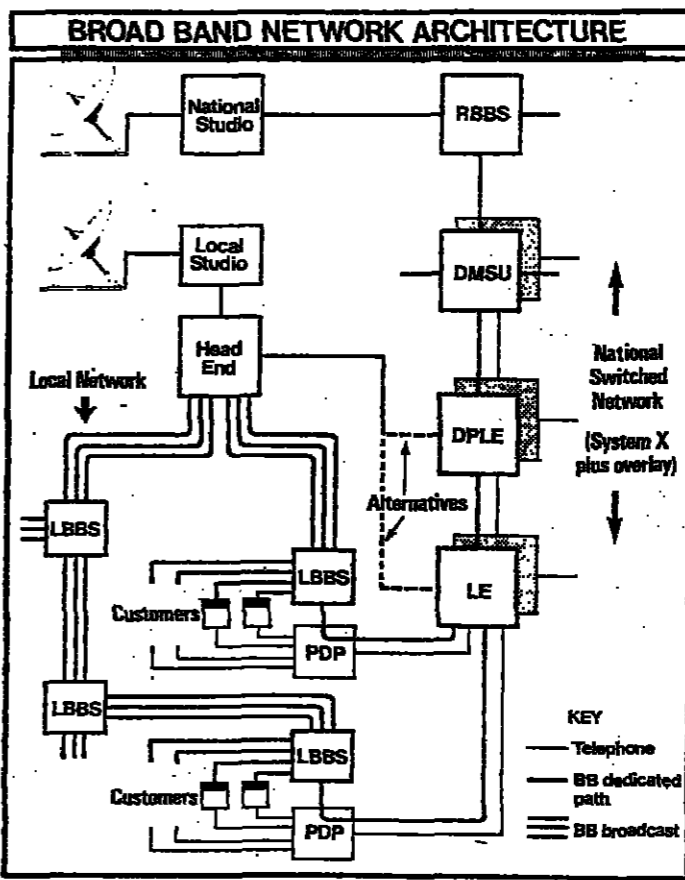 BROAD BAND NETWORK ARCHITECTURE
National
Studio
RBBS
Local
Studio
DMSU
Head
End
National
Switched
Network
(System X
plus overlay)
Local Network
DPLE
Alternatives
LBBS
LBBS
LE
Customers
PDP
LBBS
LBBS
Customers
PDP
KEY
Telephone
BB dedicated
path
BB broadcast